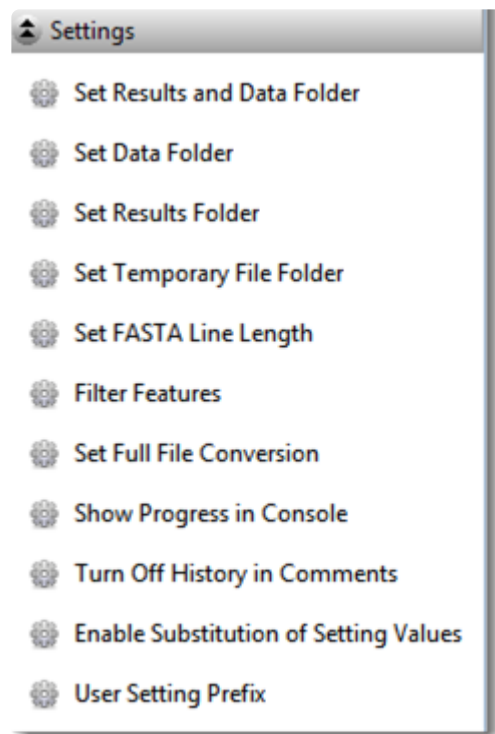 Settings
Set Results and Data Folder
Set Data Folder
Set Results Folder
Set Temporary File Folder
Set FASTA Line Length
Filter Features
Set Full File Conversion
Show Progress in Console
Turn Off History in Comments
Enable Substitution of Setting Values
User Setting Prefix